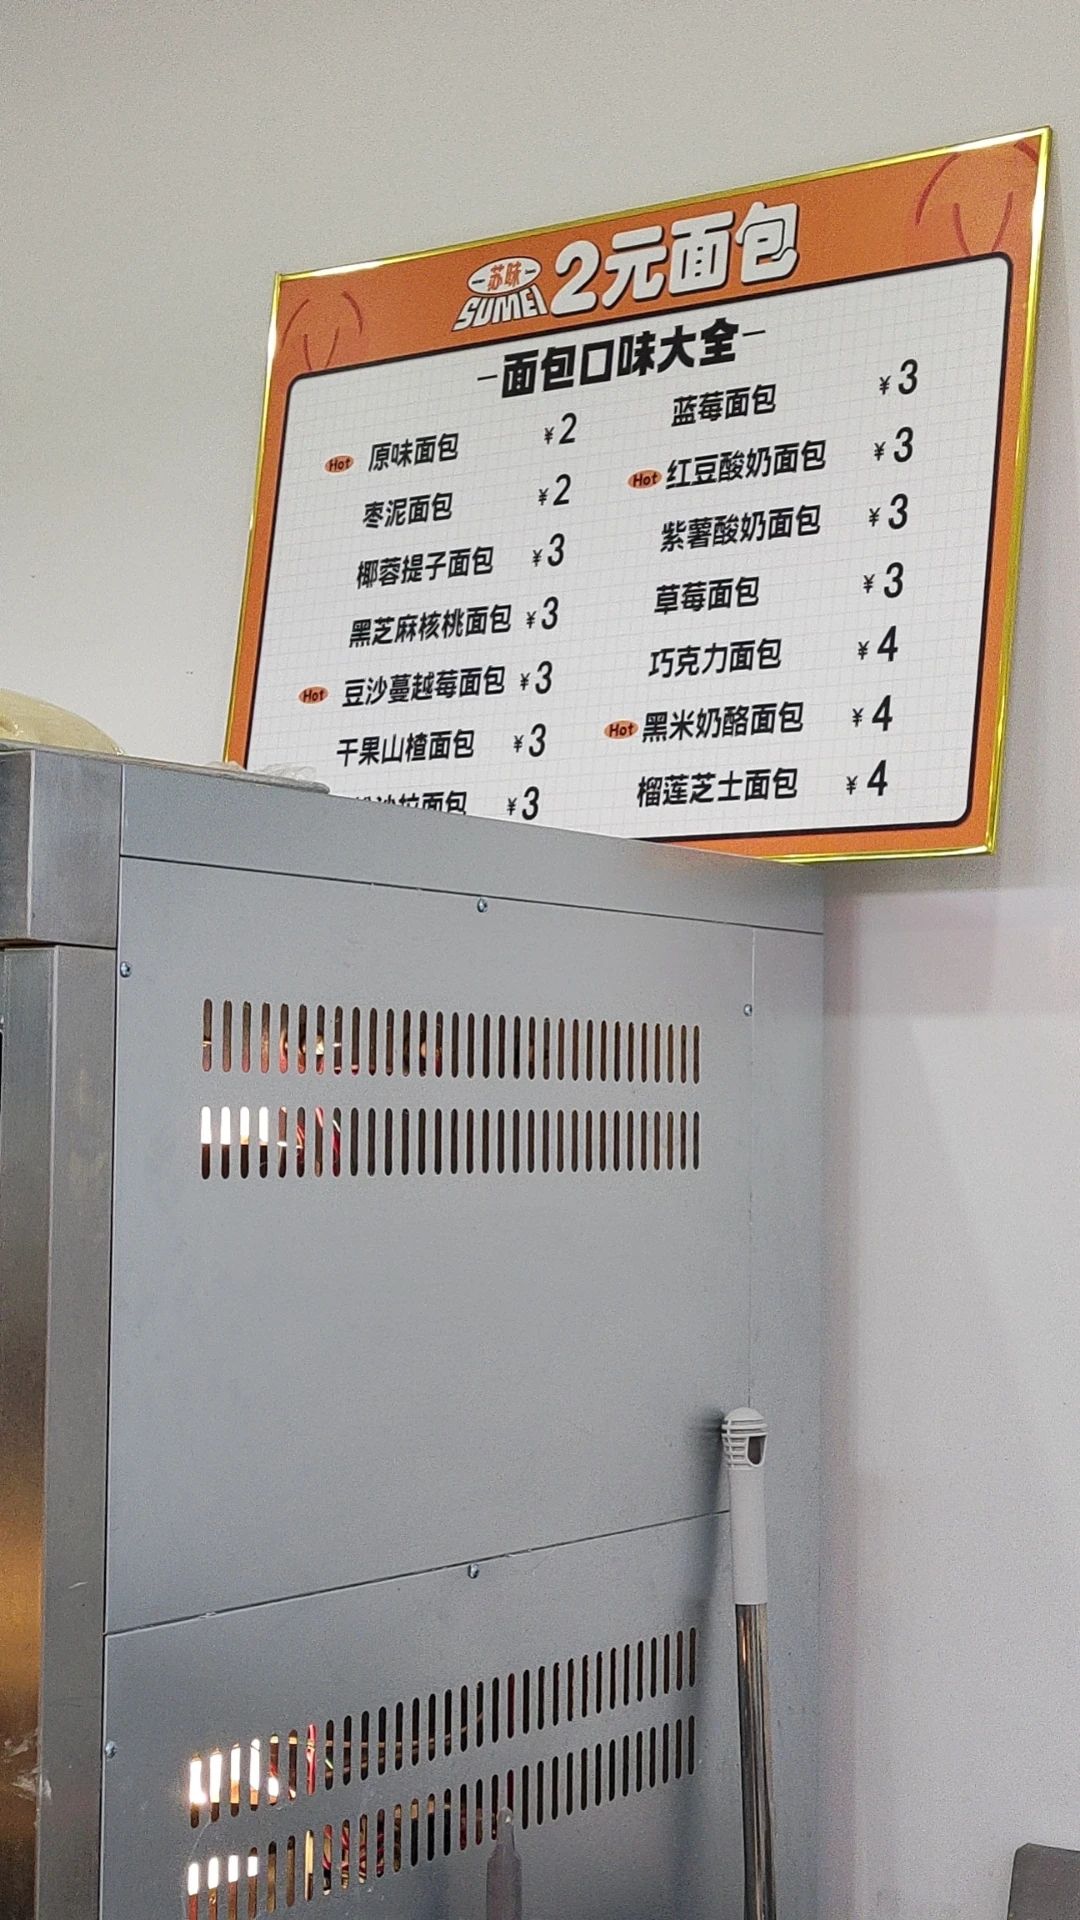 苏味
SUMEI
2元面包
面包口味大全
Hot 原味面包 ¥2
枣泥面包 ¥2
椰蓉提子面包 ¥3
黑芝麻核桃面包 ¥3
Hot 豆沙蔓越莓面包 ¥3
干果山楂面包 ¥3
面包 ¥3
蓝莓面包 ¥3
Hot 红豆酸奶面包 ¥3
紫薯酸奶面包 ¥3
草莓面包 ¥3
巧克力面包 ¥4
Hot 黑米奶酪面包 ¥4
榴莲芝士面包 ¥4